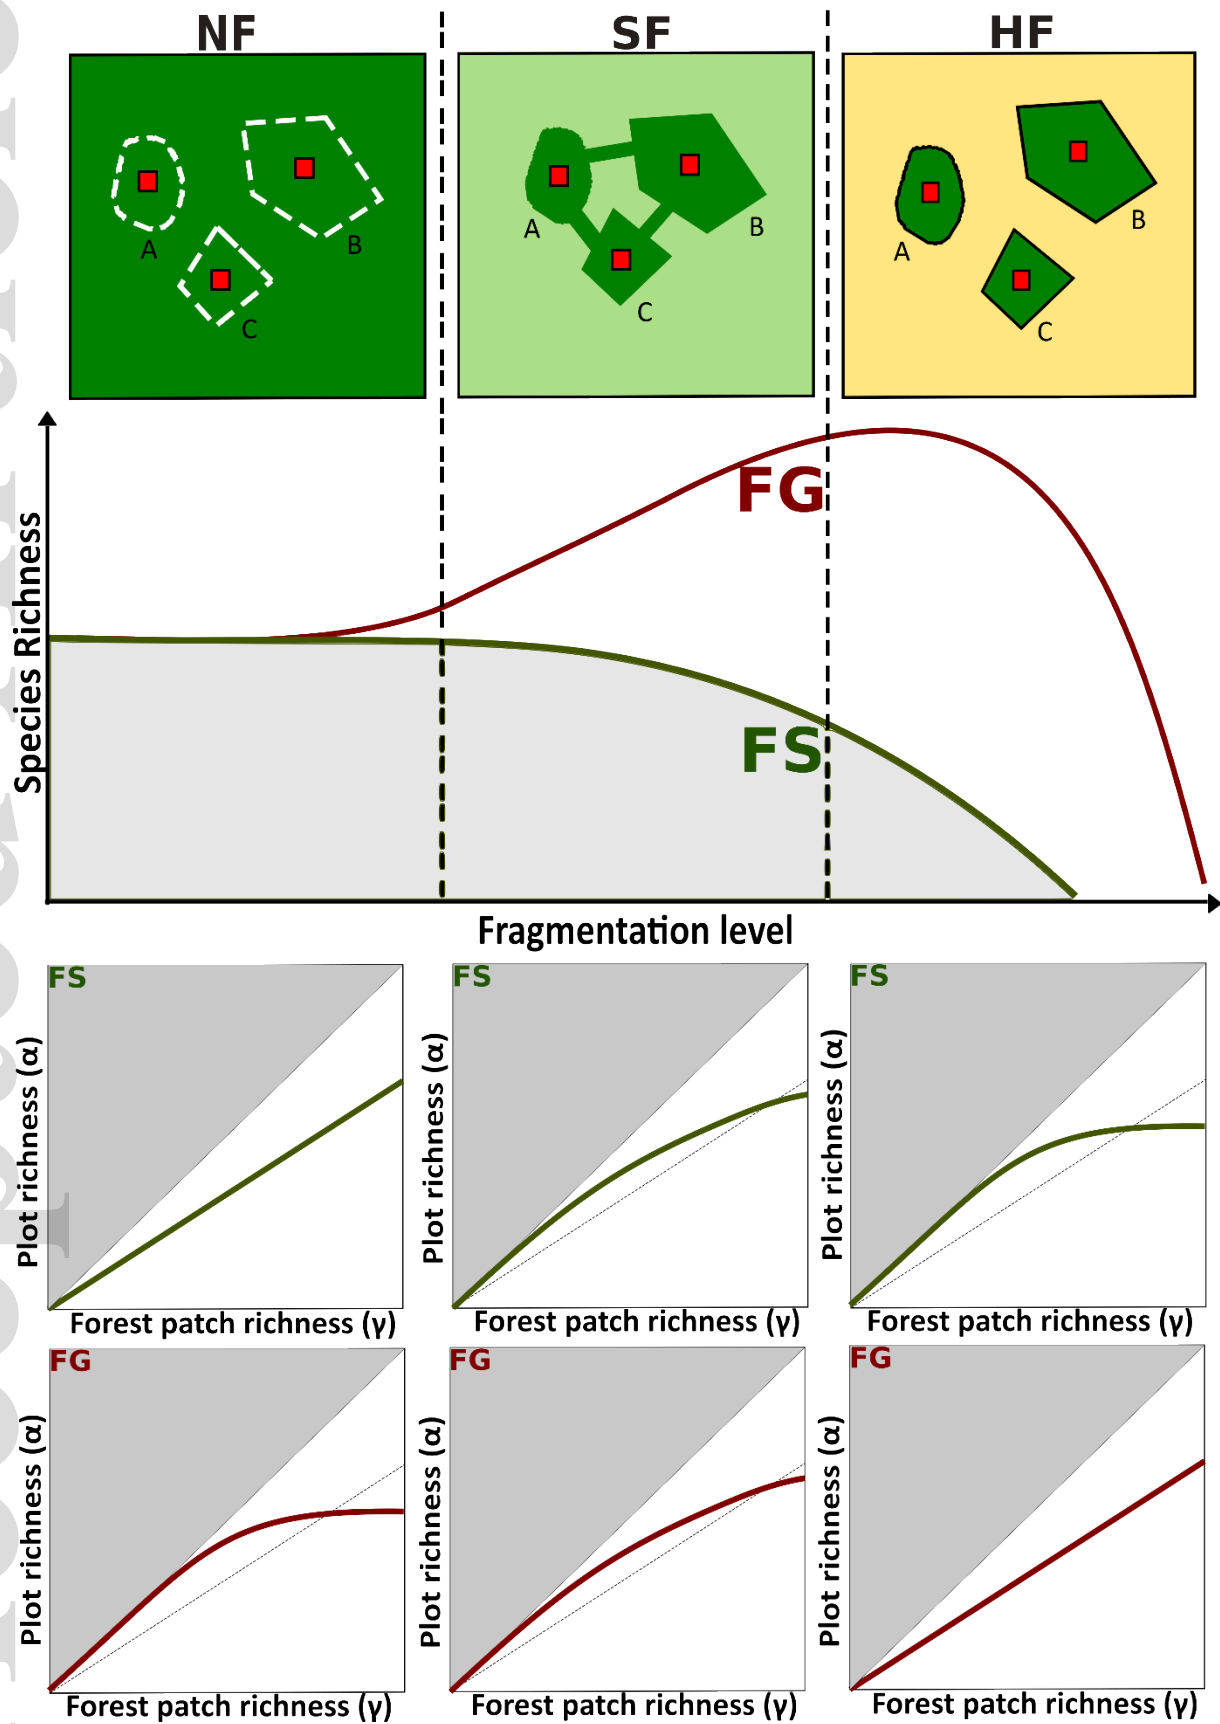 NF SF HF
A B C
A B C
A B C
Species Richness
FG
FS
Fragmentation level
FS FS FS
Plot richness (α) Plot richness (α) Plot richness (α)
Forest patch richness (γ) Forest patch richness (γ) Forest patch richness (γ)
FG FG FG
Plot richness (α) Plot richness (α) Plot richness (α)
Forest patch richness (γ) Forest patch richness (γ) Forest patch richness (γ)